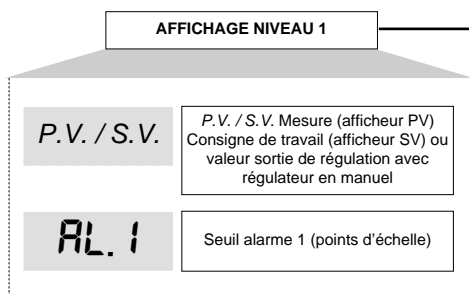 AFFICHAGE NIVEAU 1
P.V. / S.V.
P.V. / S.V. Mesure (afficheur PV)
Consigne de travail (afficheur SV) ou
valeur sortie de régulation avec
régulateur en manuel
AL. 1
Seuil alarme 1 (points d'échelle)